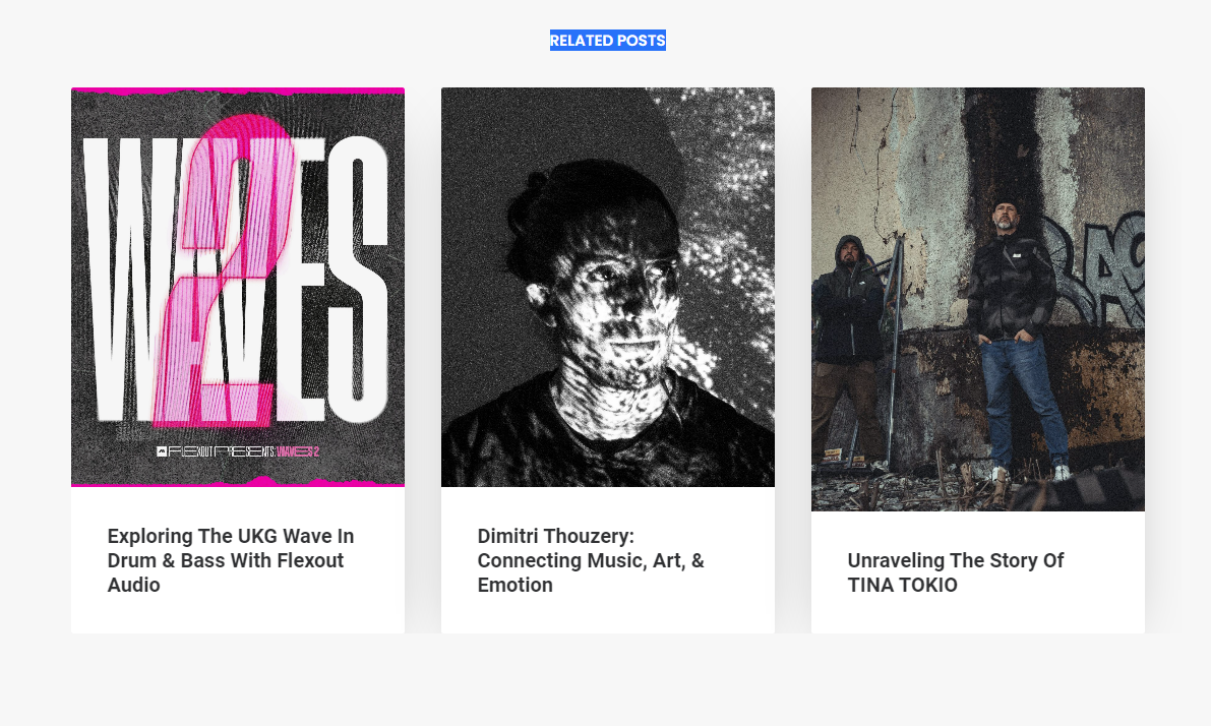 RELATED POSTS
WAVES
2
FLEXOUT PRESENTS: WAVES 2
Exploring The UKG Wave In
Drum & Bass With Flexout
Audio
Dimitri Thouzery:
Connecting Music, Art, &
Emotion
Unraveling The Story Of
TINA TOKIO